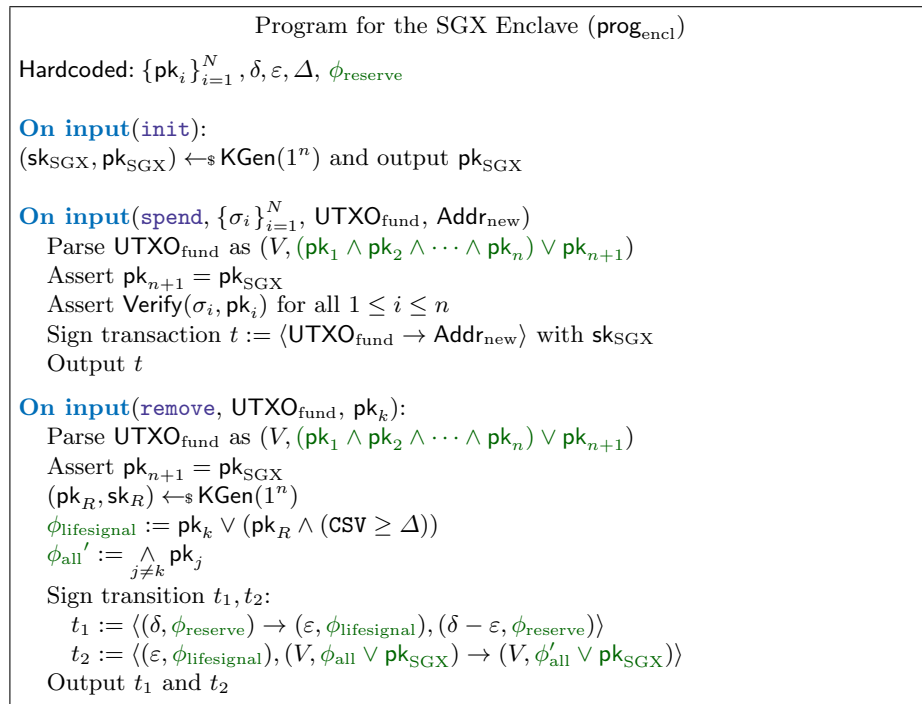 Program for the SGX Enclave (prog_encl)
Hardcoded: {pk_i}_{i=1}^N, δ, ε, Δ, ϕ_reserve
On input(init):
(sk_SGX, pk_SGX) ←$ KGen(1^n) and output pk_SGX
On input(spend, {σ_i}_{i=1}^N, UTXO_fund, Addr_new)
Parse UTXO_fund as (V, (pk_1 ∧ pk_2 ∧ ⋯ ∧ pk_n) ∨ pk_{n+1})
Assert pk_{n+1} = pk_SGX
Assert Verify(σ_i, pk_i) for all 1 ≤ i ≤ n
Sign transaction t := ⟨UTXO_fund → Addr_new⟩ with sk_SGX
Output t
On input(remove, UTXO_fund, pk_k):
Parse UTXO_fund as (V, (pk_1 ∧ pk_2 ∧ ⋯ ∧ pk_n) ∨ pk_{n+1})
Assert pk_{n+1} = pk_SGX
(pk_R, sk_R) ←$ KGen(1^n)
ϕ_lifesignal := pk_k ∨ (pk_R ∧ (CSV ≥ Δ))
ϕ_all' := ∧_{j≠k} pk_j
Sign transition t_1, t_2:
t_1 := ⟨(δ, ϕ_reserve) → (ε, ϕ_lifesignal), (δ − ε, ϕ_reserve)⟩
t_2 := ⟨(ε, ϕ_lifesignal), (V, ϕ_all ∨ pk_SGX) → (V, ϕ'_all ∨ pk_SGX)⟩
Output t_1 and t_2